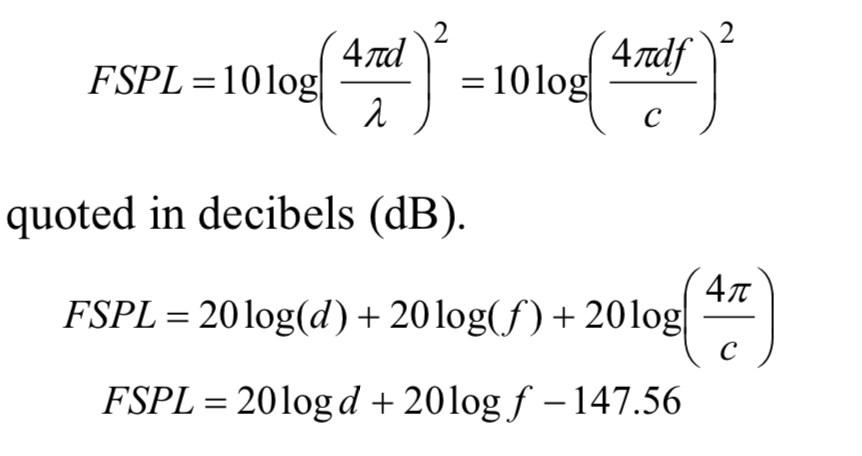 FSPL = 10log(4πd/λ)² = 10log(4πdf/c)²
quoted in decibels (dB).
FSPL = 20log(d) + 20log(f) + 20log(4π/c)
FSPL = 20log d + 20log f – 147.56